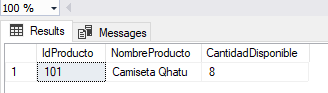 100 %
Results Messages
IdProducto NombreProducto CantidadDisponible
1 101 Camiseta Qhatu 8